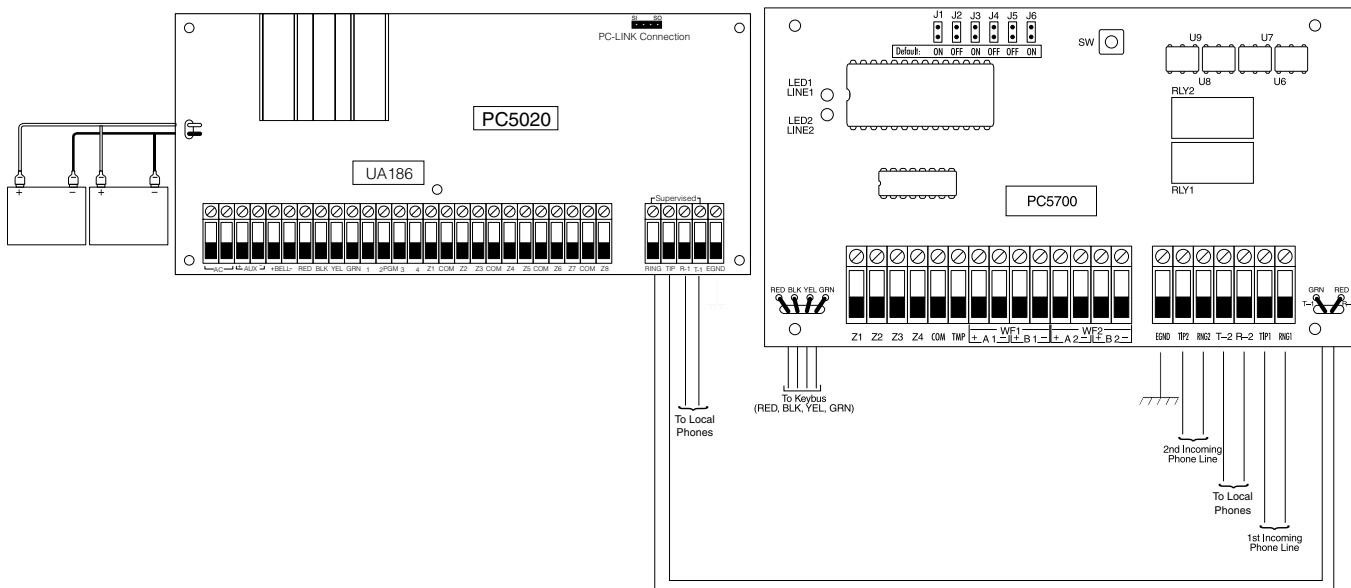 SI SO
PC-LINK Connection
PC5020
UA186
+ −
+ −
Supervised
AC + AUX − +BELL- RED BLK YEL GRN 1 2PGM 3 4 Z1 COM Z2 Z3 COM Z4 Z5 COM Z6 Z7 COM Z8
RING TIP R-1 T-1 EGND
To Local
Phones
J1 J2 J3 J4 J5 J6
Default: ON OFF ON OFF OFF ON
SW
U9 U7
U8 U6
LED1
LINE1
LED2
LINE2
RLY2
RLY1
PC5700
RED BLK YEL GRN
GRN RED
T-1 R-
WF1 WF2
Z1 Z2 Z3 Z4 COM TMP + A 1 − + B 1 − + A 2 − + B 2 −
EGND TIP2 RNG2 T-2 R-2 TIP1 RNG1
To Keybus
(RED, BLK, YEL, GRN)
2nd Incoming
Phone Line
To Local
Phones
1st Incoming
Phone Line